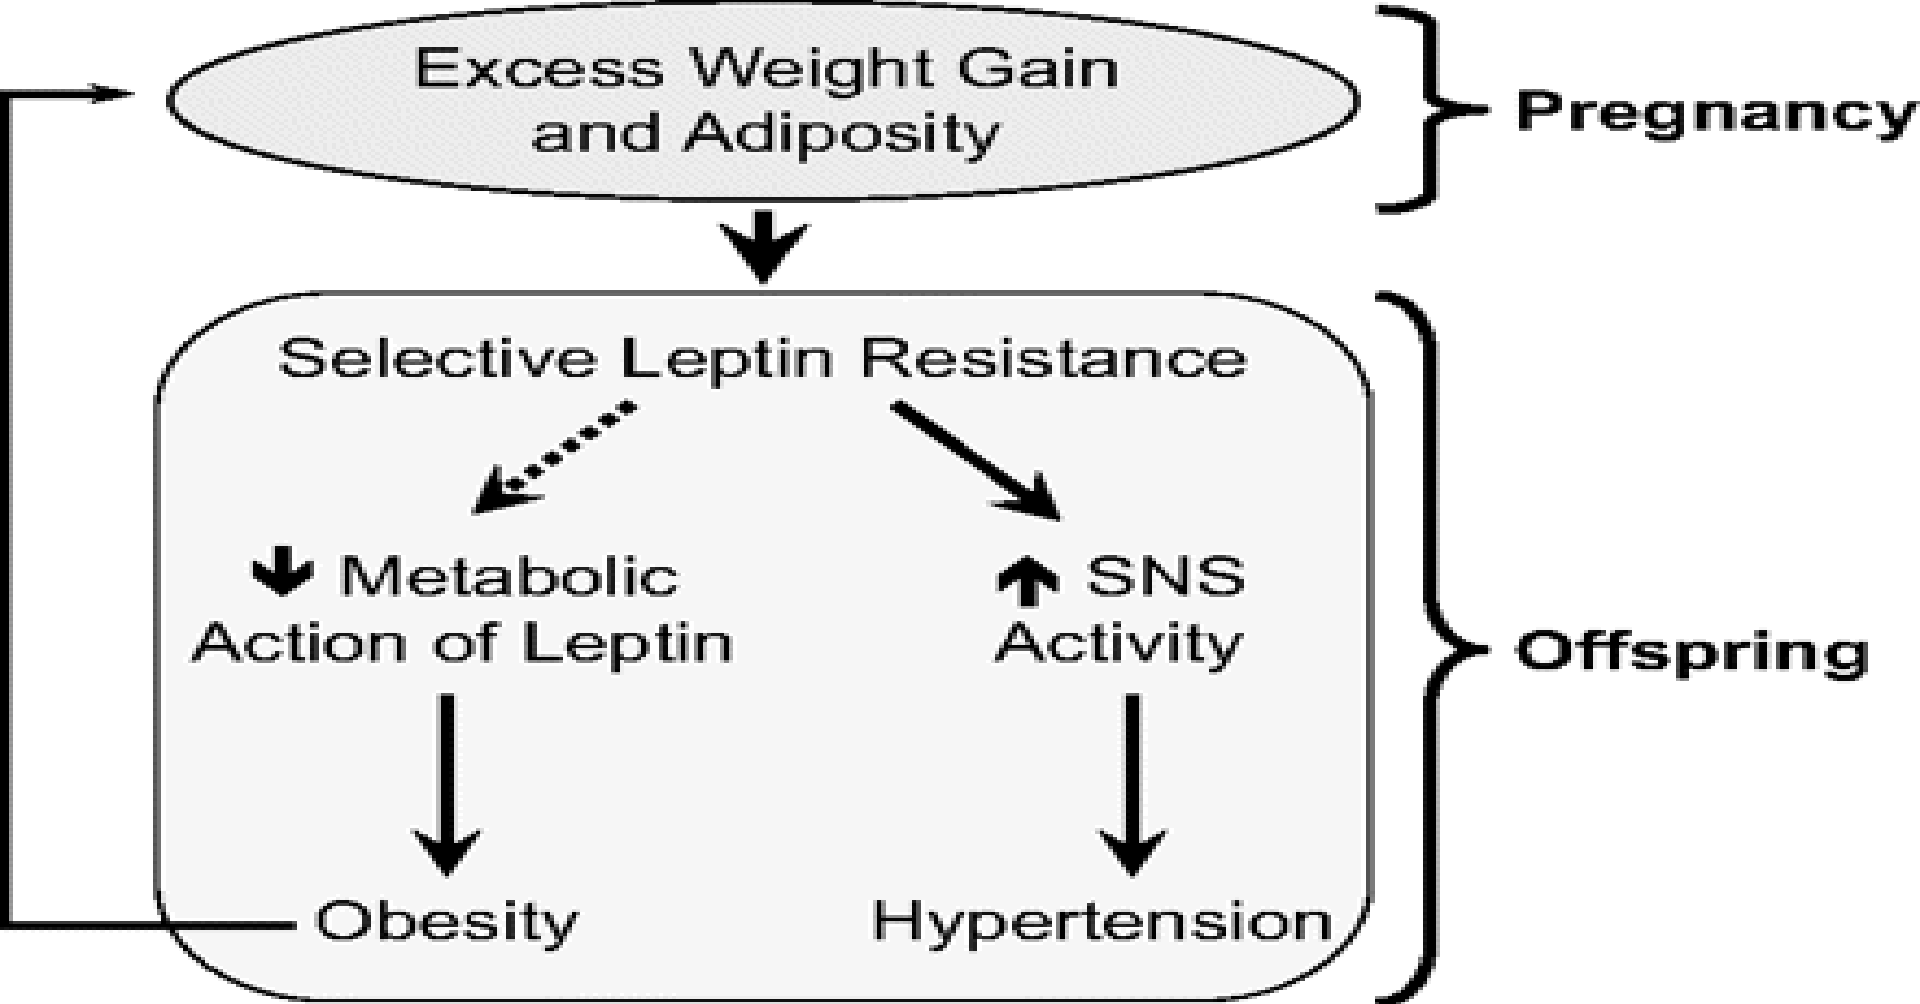 Excess Weight Gain
and Adiposity
Pregnancy
Selective Leptin Resistance
↓ Metabolic
Action of Leptin
↑ SNS
Activity
Offspring
Obesity
Hypertension